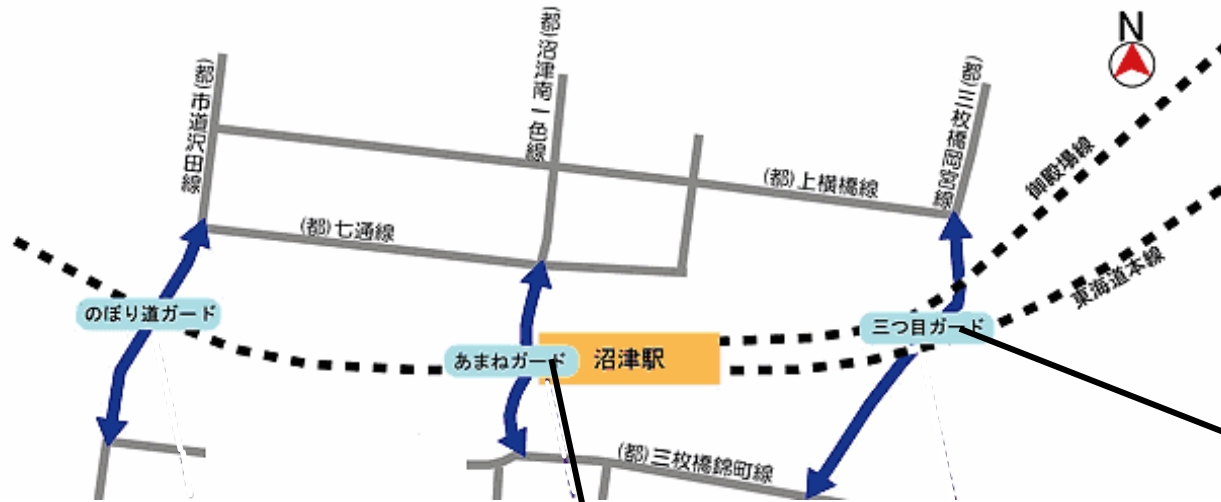 (都)市道沢田線
(都)沼津南一色線
(都)三枚橋岡宮線
N
(都)上横橋線
御殿場線
(都)七通線
東海道本線
のぼり道ガード
三つ目ガード
あまねガード
沼津駅
(都)三枚橋錦町線